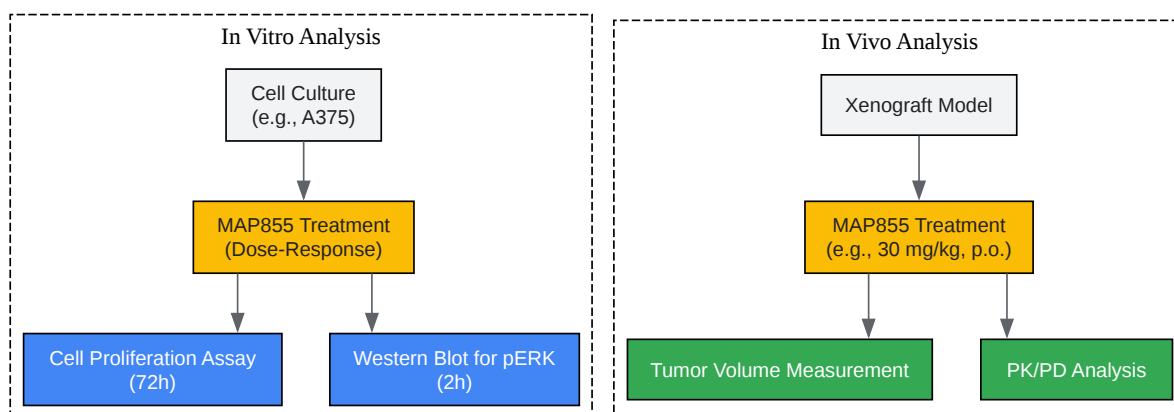 In Vitro Analysis
Cell Culture
(e.g., A375)
MAP855 Treatment
(Dose-Response)
Cell Proliferation Assay
(72h)
Western Blot for pERK
(2h)
In Vivo Analysis
Xenograft Model
MAP855 Treatment
(e.g., 30 mg/kg, p.o.)
Tumor Volume Measurement
PK/PD Analysis